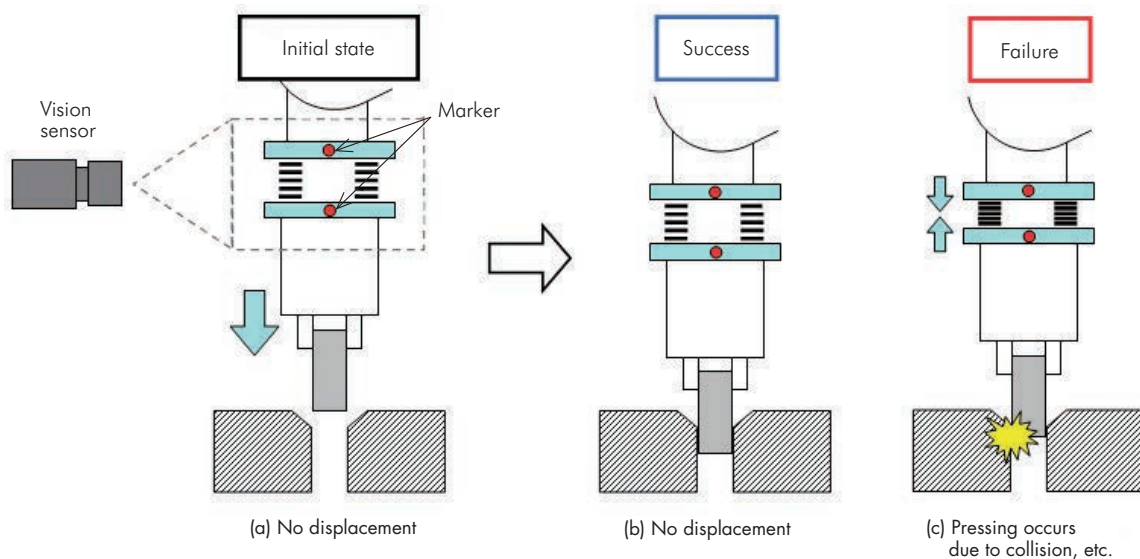 Initial state
Success
Failure
Vision
sensor
Marker
(a) No displacement
(b) No displacement
(c) Pressing occurs
due to collision, etc.